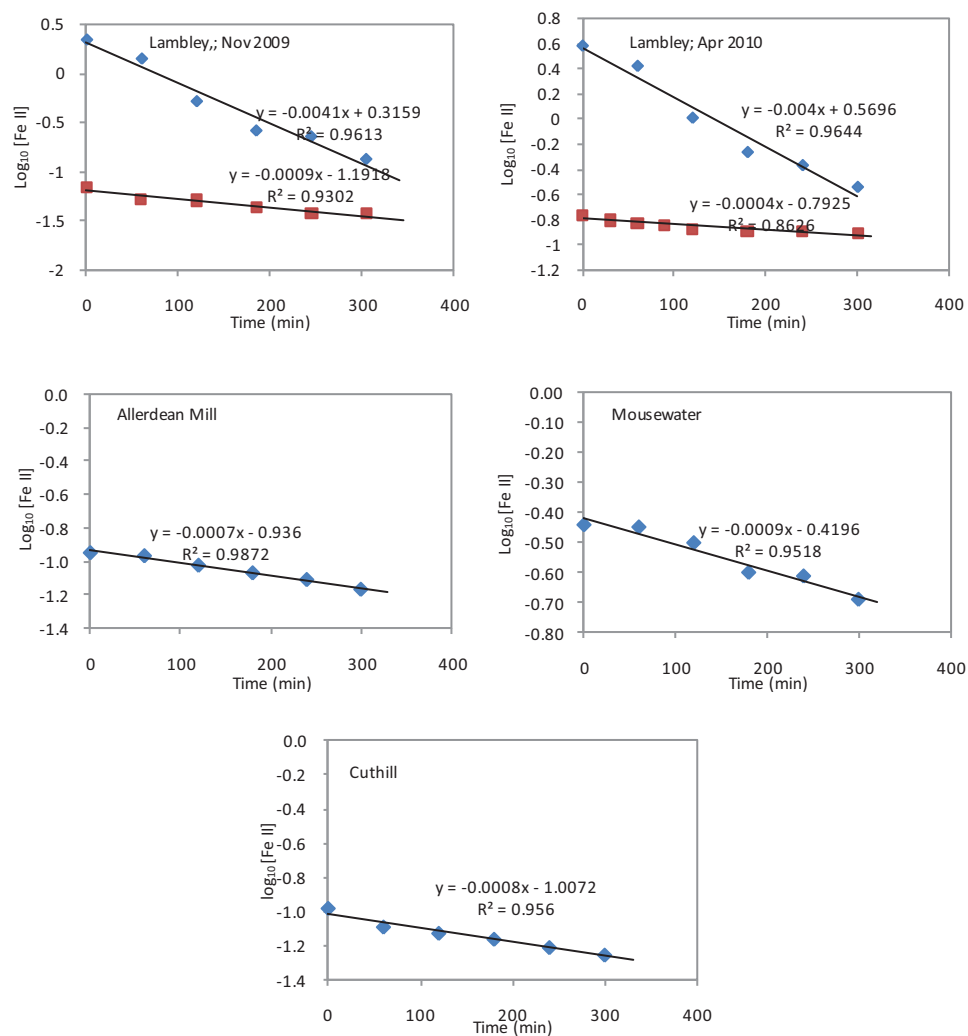 Lambley,; Nov 2009
0.5
0
-0.5
-1
-1.5
-2
Log₁₀ [Fe II]
y = -0.0041x + 0.3159
R² = 0.9613
y = -0.0009x - 1.1918
R² = 0.9302
0 100 200 300 400
Time (min)
Lambley; Apr 2010
0.8
0.6
0.4
0.2
0
-0.2
-0.4
-0.6
-0.8
-1
-1.2
Log₁₀ [Fe II]
y = -0.004x + 0.5696
R² = 0.9644
y = -0.0004x - 0.7925
R² = 0.8626
0 100 200 300 400
Time (min)
Allerdean Mill
0.0
-0.2
-0.4
-0.6
-0.8
-1.0
-1.2
-1.4
Log₁₀ [Fe II]
y = -0.0007x - 0.936
R² = 0.9872
0 100 200 300 400
Time (min)
Mousewater
0.00
-0.10
-0.20
-0.30
-0.40
-0.50
-0.60
-0.70
-0.80
Log₁₀ [Fe II]
y = -0.0009x - 0.4196
R² = 0.9518
0 100 200 300 400
Time (min)
Cuthill
0.0
-0.2
-0.4
-0.6
-0.8
-1.0
-1.2
-1.4
log₁₀ [Fe II]
y = -0.0008x - 1.0072
R² = 0.956
0 100 200 300 400
Time (min)